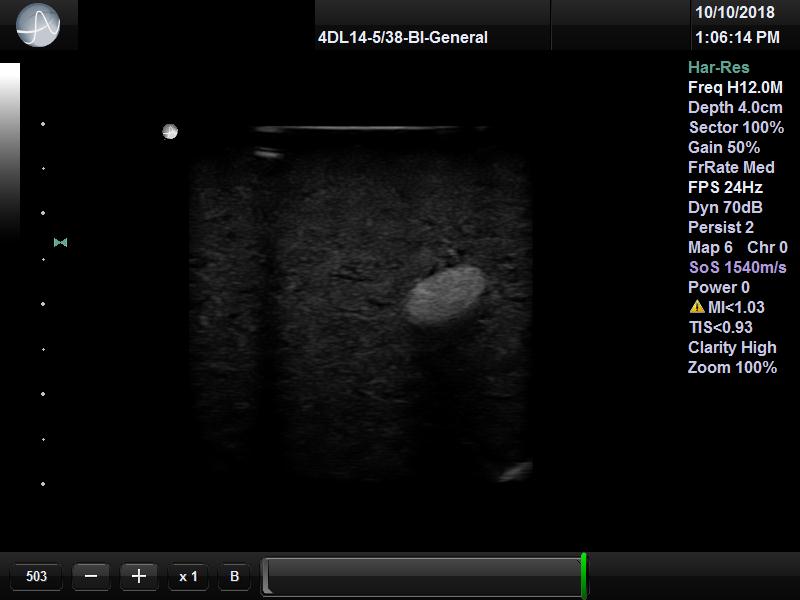 10/10/2018
4DL14-5/38-BI-General
1:06:14 PM
Har-Res
Freq H12.0M
Depth 4.0cm
Sector 100%
Gain 50%
FrRate Med
FPS 24Hz
Dyn 70dB
Persist 2
Map 6 Chr 0
SoS 1540m/s
Power 0
MI<1.03
TIS<0.93
Clarity High
Zoom 100%
503 − + x 1 B